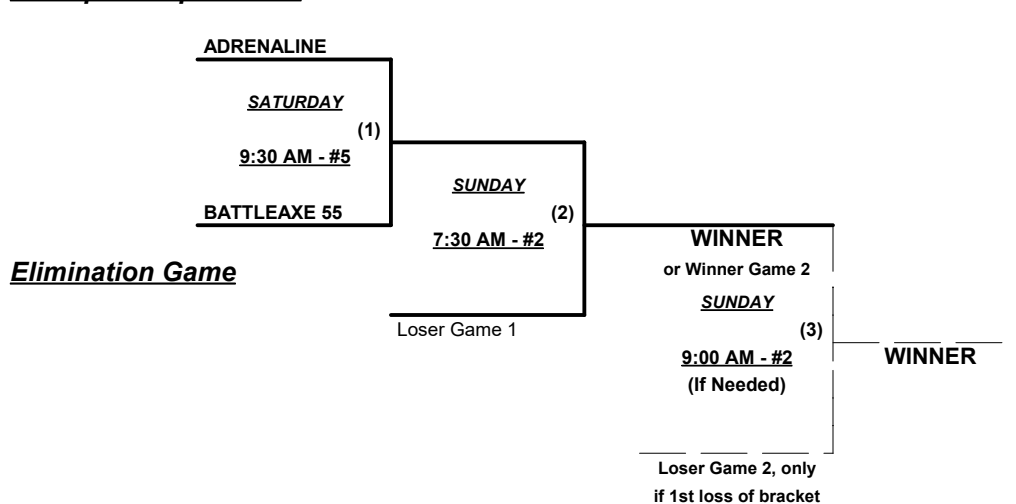 ADRENALINE
SATURDAY
(1)
9:30 AM - #5
SUNDAY
BATTLEAXE 55
(2)
7:30 AM - #2
WINNER
or Winner Game 2
Elimination Game
SUNDAY
Loser Game 1
(3)
9:00 AM - #2
WINNER
(If Needed)
Loser Game 2, only
if 1st loss of bracket